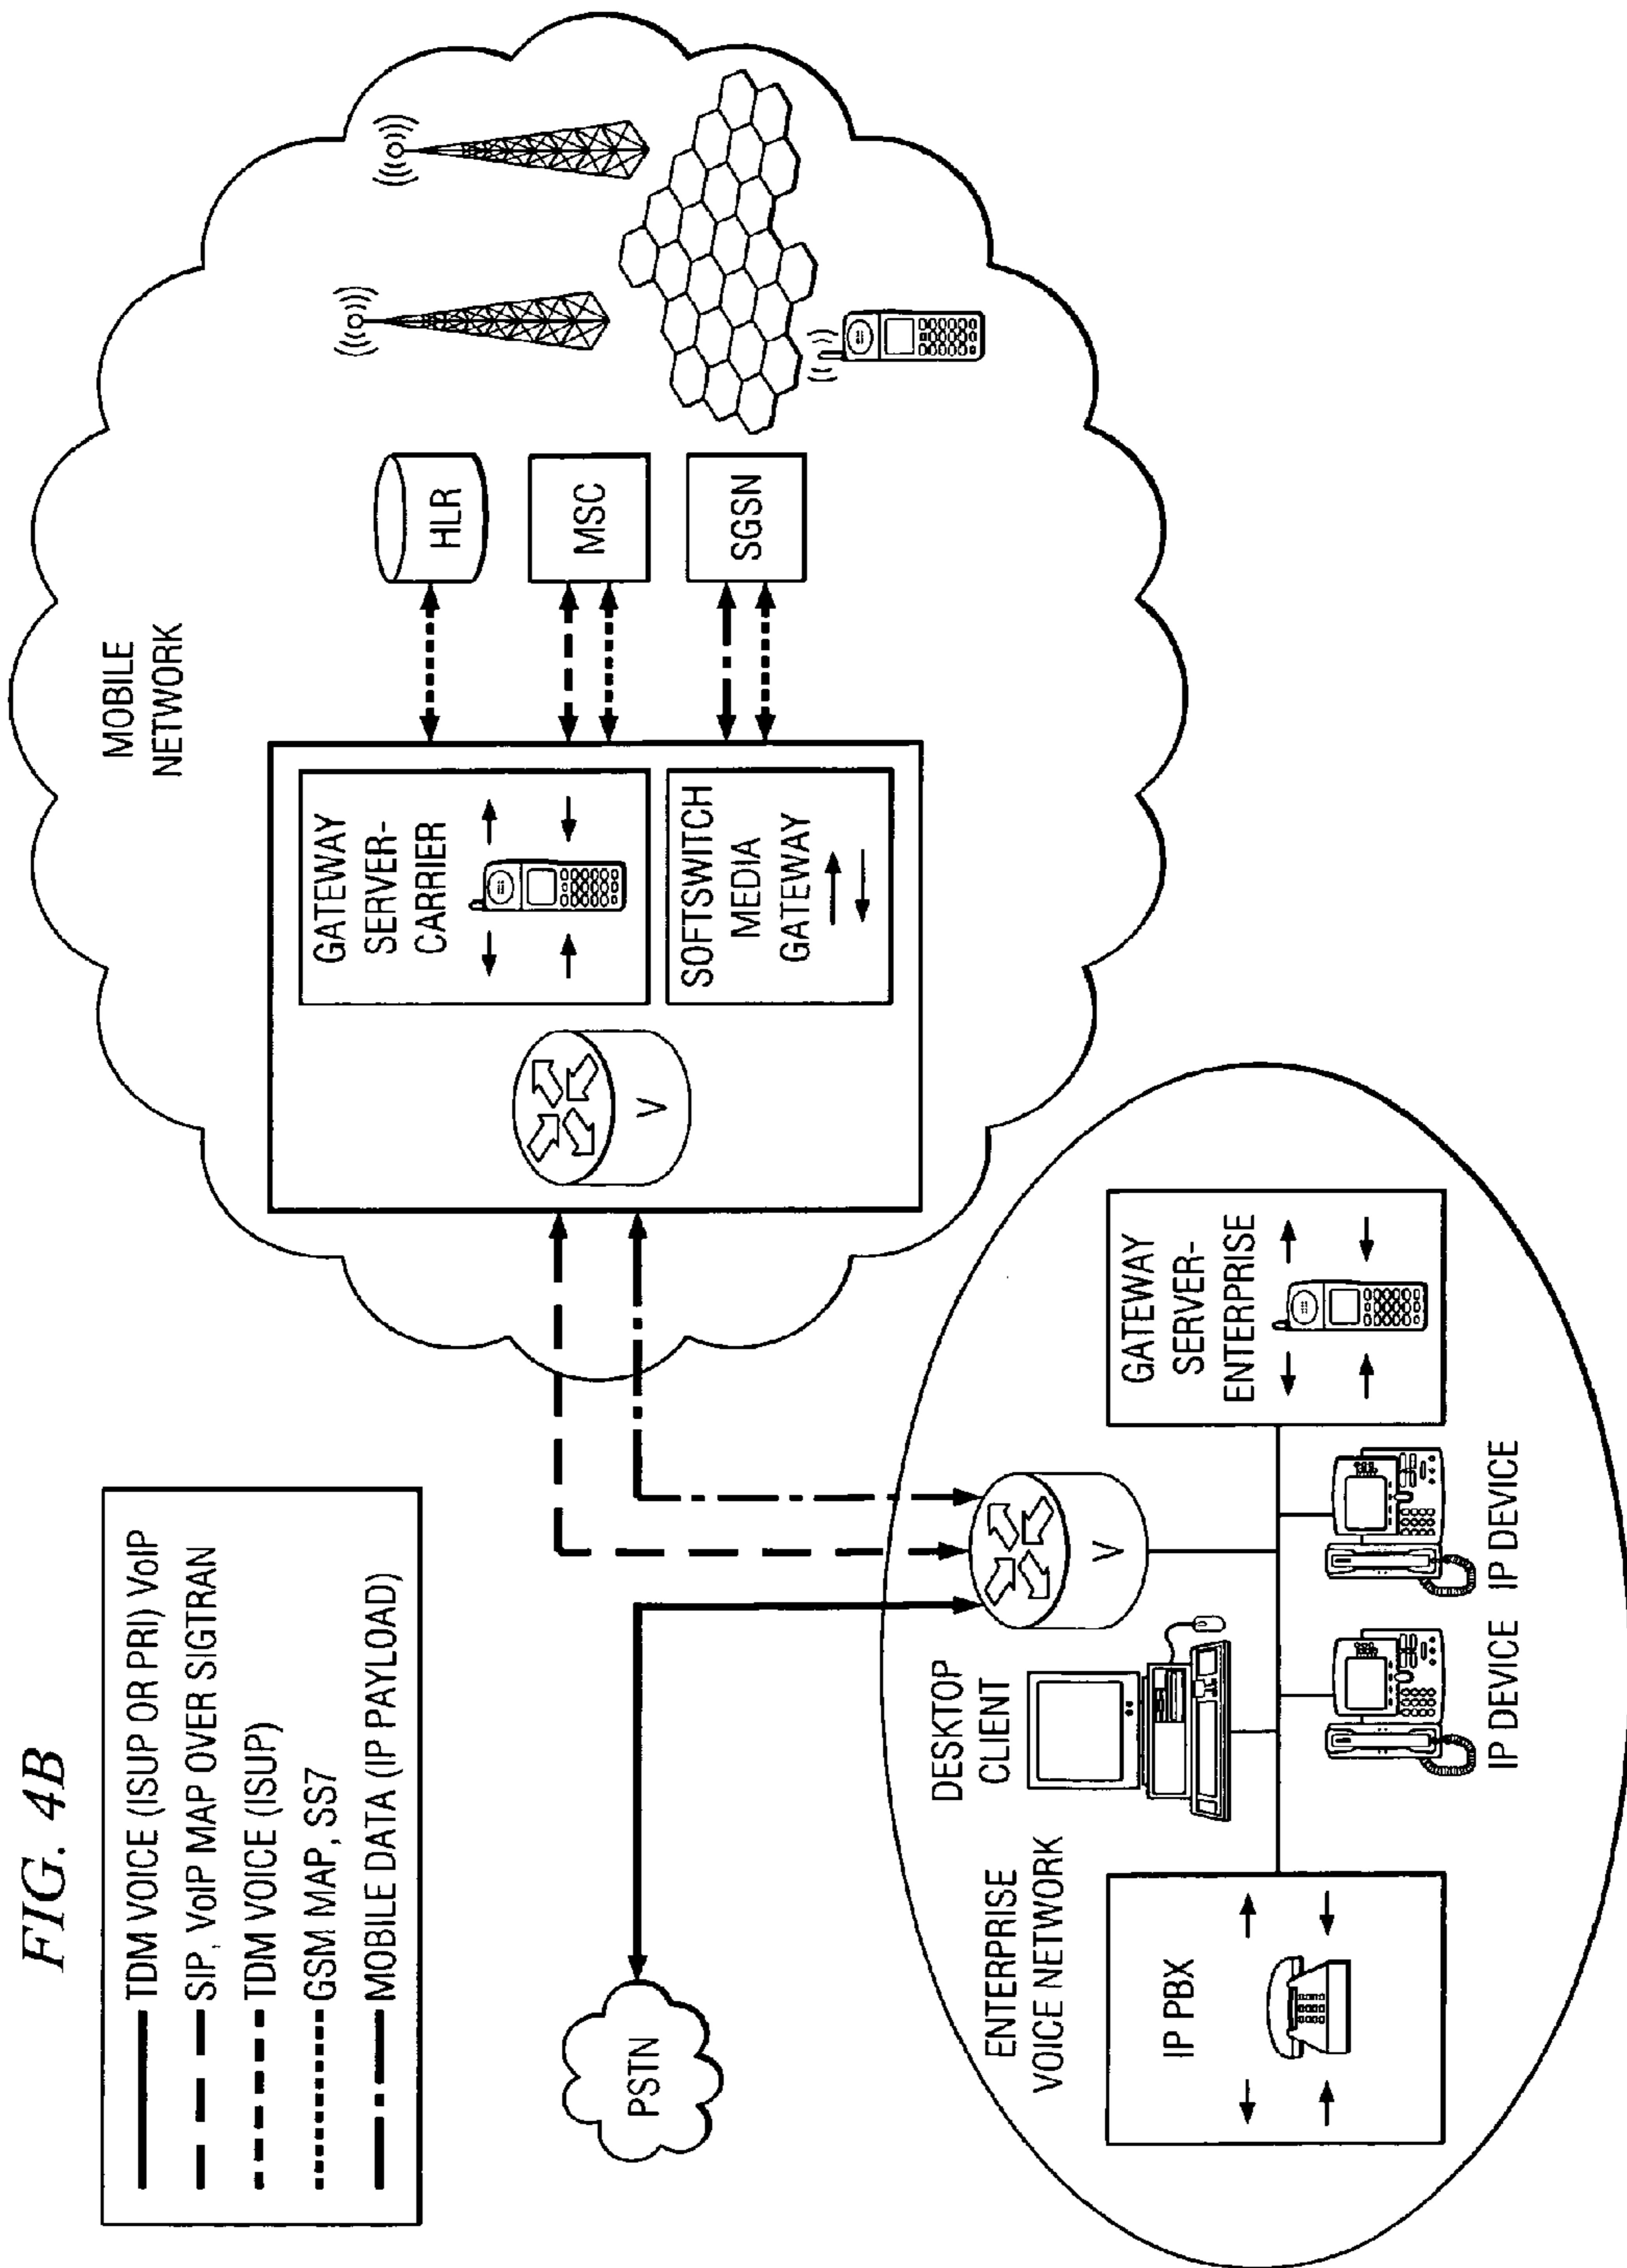 FIG. 4B
TDM VOICE (ISUP OR PRI) VoIP
SIP, VoIP MAP OVER SIGTRAN
TDM VOICE (ISUP)
GSM MAP, SS7
MOBILE DATA (IP PAYLOAD)
MOBILE
NETWORK
GATEWAY
SERVER-
CARRIER
SOFTSWITCH
MEDIA
GATEWAY
V
HLR
MSC
SGSN
PSTN
ENTERPRISE
VOICE NETWORK
DESKTOP
CLIENT
V
IP PBX
GATEWAY
SERVER-
ENTERPRISE
IP DEVICE
IP DEVICE